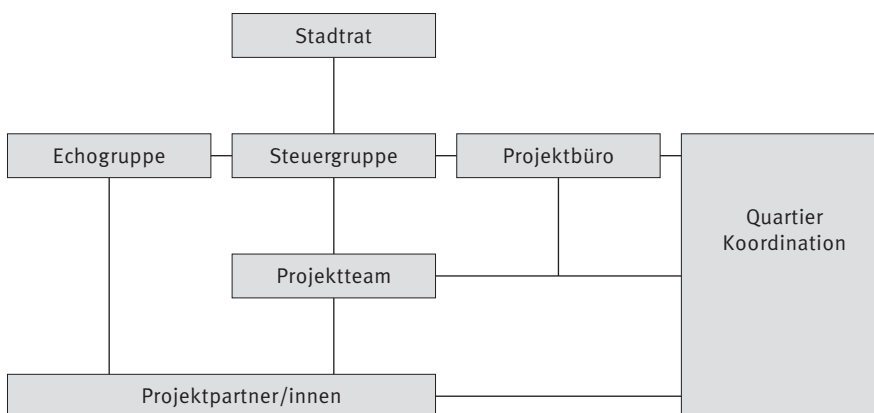 Stadtrat
Echogruppe
Steuergruppe
Projektbüro
Quartier
Koordination
Projektteam
Projektpartner/innen